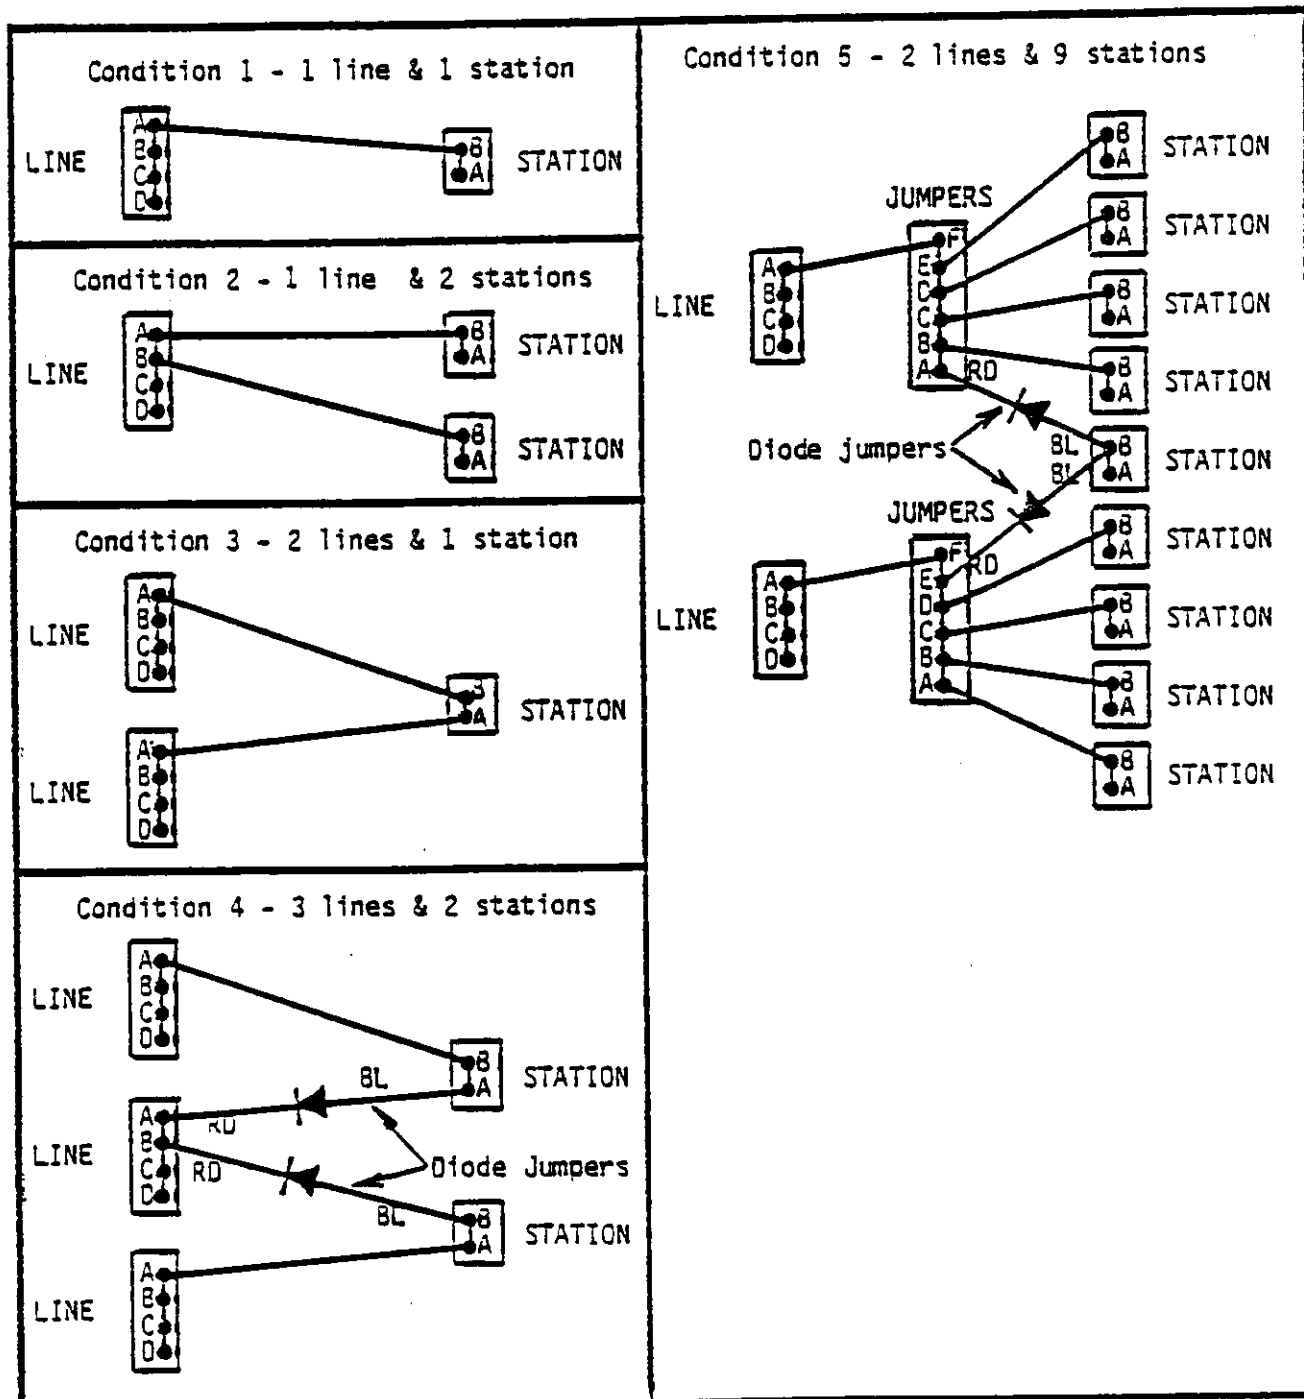 Condition 1 - 1 line & 1 station
LINE
A
B
C
D
B
A
STATION
Condition 2 - 1 line & 2 stations
LINE
A
B
C
D
B
A
STATION
B
A
STATION
Condition 3 - 2 lines & 1 station
LINE
A
B
C
D
B
A
STATION
LINE
A
B
C
D
Condition 4 - 3 lines & 2 stations
LINE
A
B
C
D
B
A
STATION
BL
RD
LINE
A
B
C
D
RD
Diode Jumpers
BL
B
A
STATION
LINE
A
B
C
D
Condition 5 - 2 lines & 9 stations
B
A
STATION
JUMPERS
B
A
STATION
LINE
A
B
C
D
F
E
D
C
B
A
RD
B
A
STATION
B
A
STATION
Diode jumpers
BL
BL
B
A
STATION
JUMPERS
B
A
STATION
LINE
A
B
C
D
F
E
D
C
B
A
RD
B
A
STATION
B
A
STATION
B
A
STATION